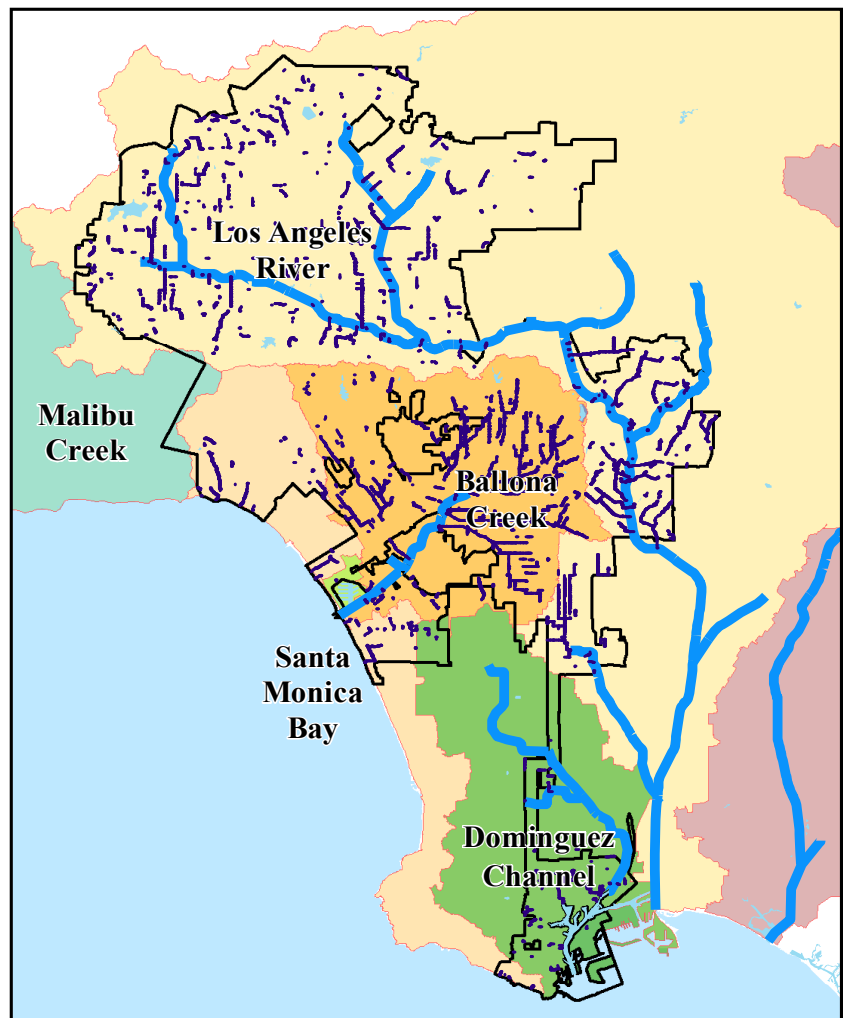 Los Angeles
River
Malibu
Creek
Ballona
Creek
Santa
Monica
Bay
Dominguez
Channel